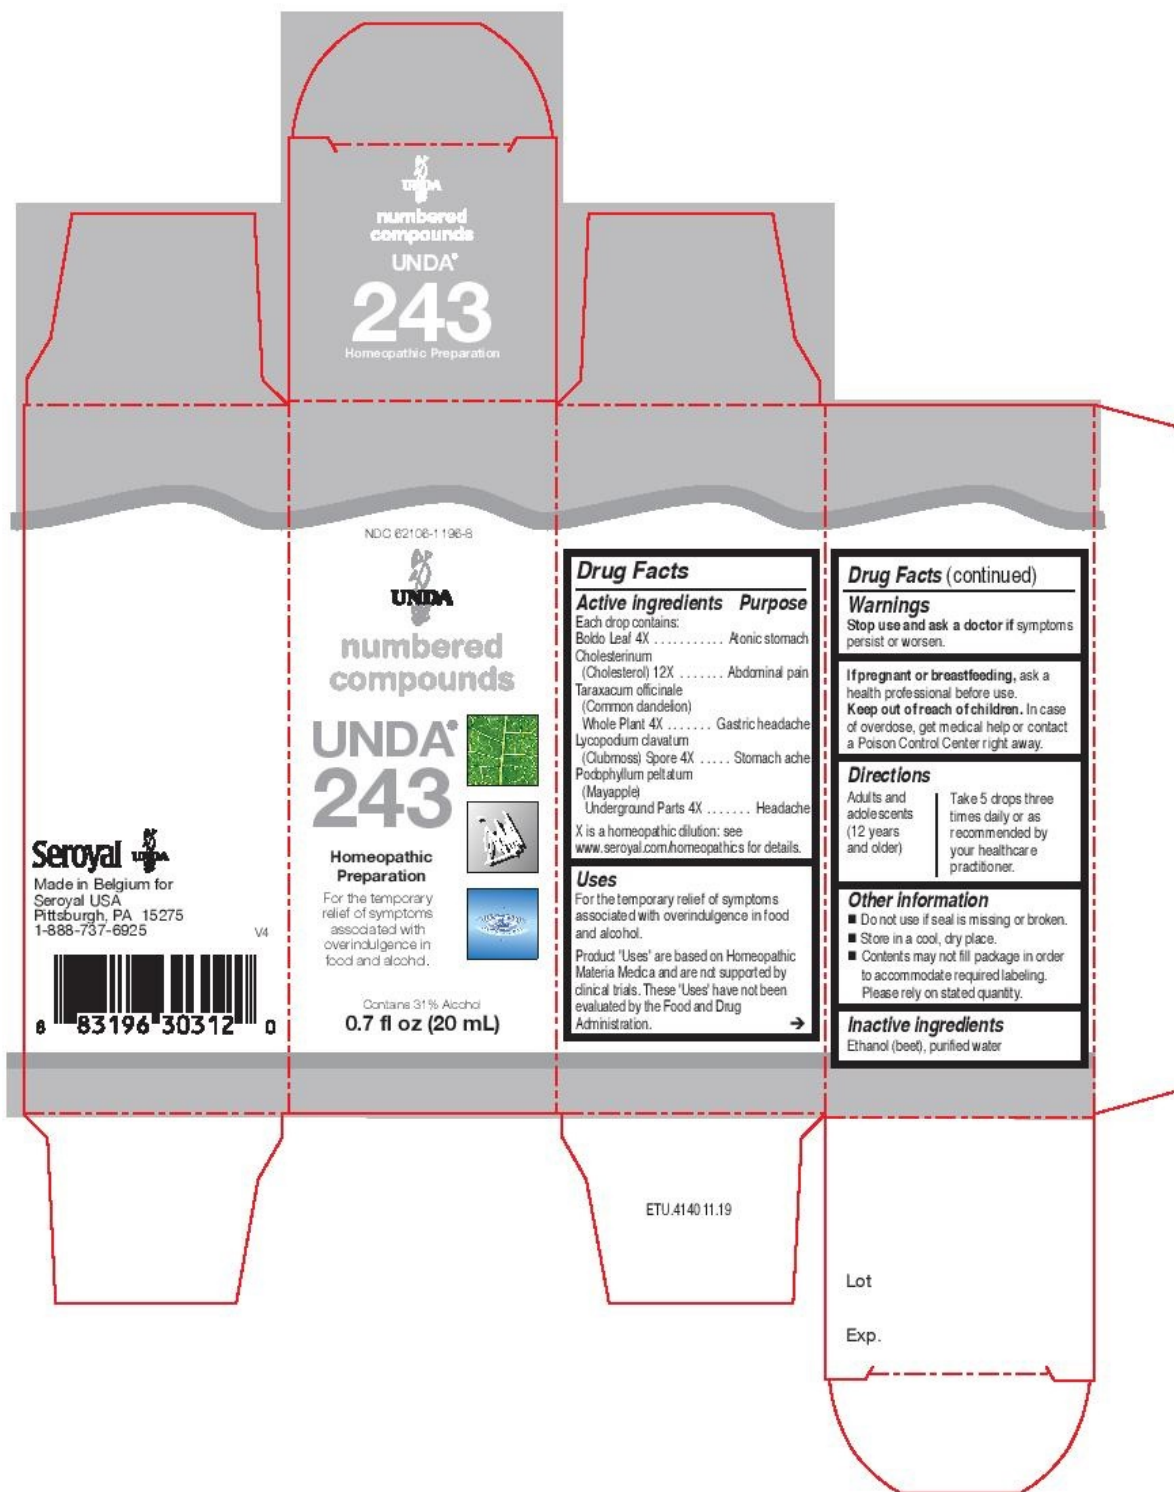 UNDA
numbered
compounds
UNDA®
243
Homeopathic Preparation
Seroyal UNDA
Made in Belgium for
Seroyal USA
Pittsburgh, PA 15275
1-888-737-6925
V4
8 83196 30312 0
NDC 62106-1196-8
UNDA
numbered
compounds
UNDA®
243
Homeopathic
Preparation
For the temporary
relief of symptoms
associated with
overindulgence in
food and alcohol.
Contains 31% Alcohol
0.7 fl oz (20 mL)
Drug Facts
Active ingredients Purpose
Each drop contains:
Boldo Leaf 4X . . . . . . . . . . . Atonic stomach
Cholesterinum
(Cholesterol) 12X . . . . . . . Abdominal pain
Taraxacum officinale
(Common dandelion)
Whole Plant 4X . . . . . . . Gastric headache
Lycopodium clavatum
(Clubmoss) Spore 4X . . . . . Stomach ache
Podophyllum peltatum
(Mayapple)
Underground Parts 4X . . . . . . . Headache
X is a homeopathic dilution: see
www.seroyal.com/homeopathics for details.
Uses
For the temporary relief of symptoms
associated with overindulgence in food
and alcohol.
Product 'Uses' are based on Homeopathic
Materia Medica and are not supported by
clinical trials. These 'Uses' have not been
evaluated by the Food and Drug
Administration. →
Drug Facts (continued)
Warnings
Stop use and ask a doctor if symptoms
persist or worsen.
If pregnant or breastfeeding, ask a
health professional before use.
Keep out of reach of children. In case
of overdose, get medical help or contact
a Poison Control Center right away.
Directions
Adults and
adolescents
(12 years
and older)
Take 5 drops three
times daily or as
recommended by
your healthcare
practitioner.
Other information
■ Do not use if seal is missing or broken.
■ Store in a cool, dry place.
■ Contents may not fill package in order
to accommodate required labeling.
Please rely on stated quantity.
Inactive ingredients
Ethanol (beet), purified water
ETU.4140 11.19
Lot
Exp.